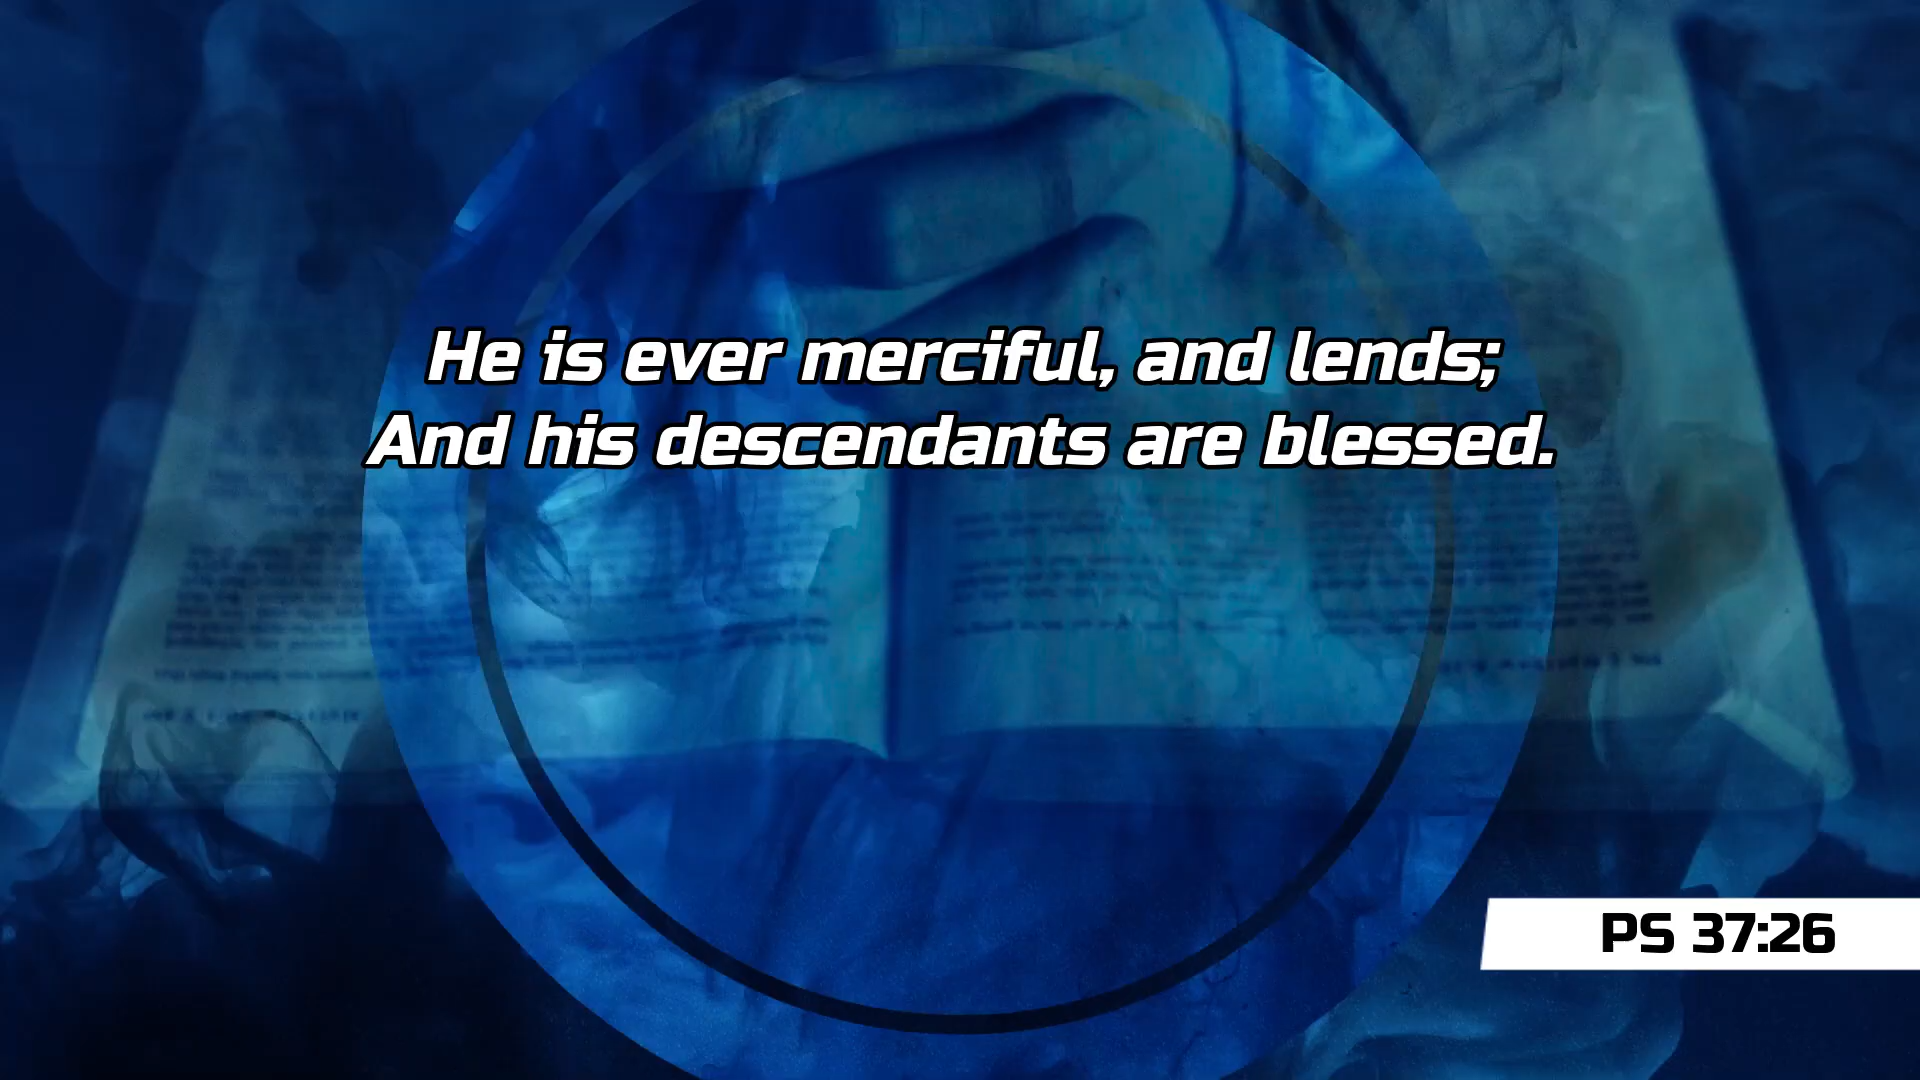 He is ever merciful, and lends;
And his descendants are blessed.
PS 37:26